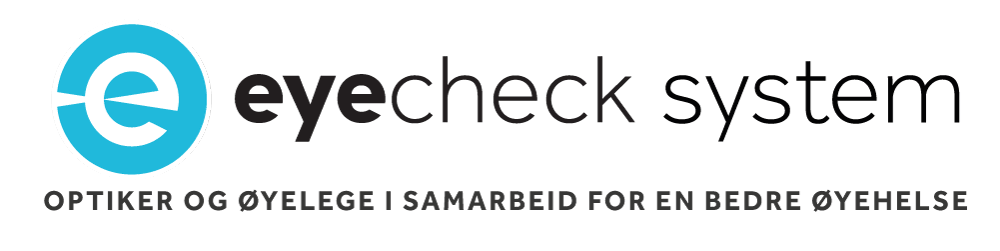 eyecheck system
OPTIKER OG ØYELEGE I SAMARBEID FOR EN BEDRE ØYEHELSE